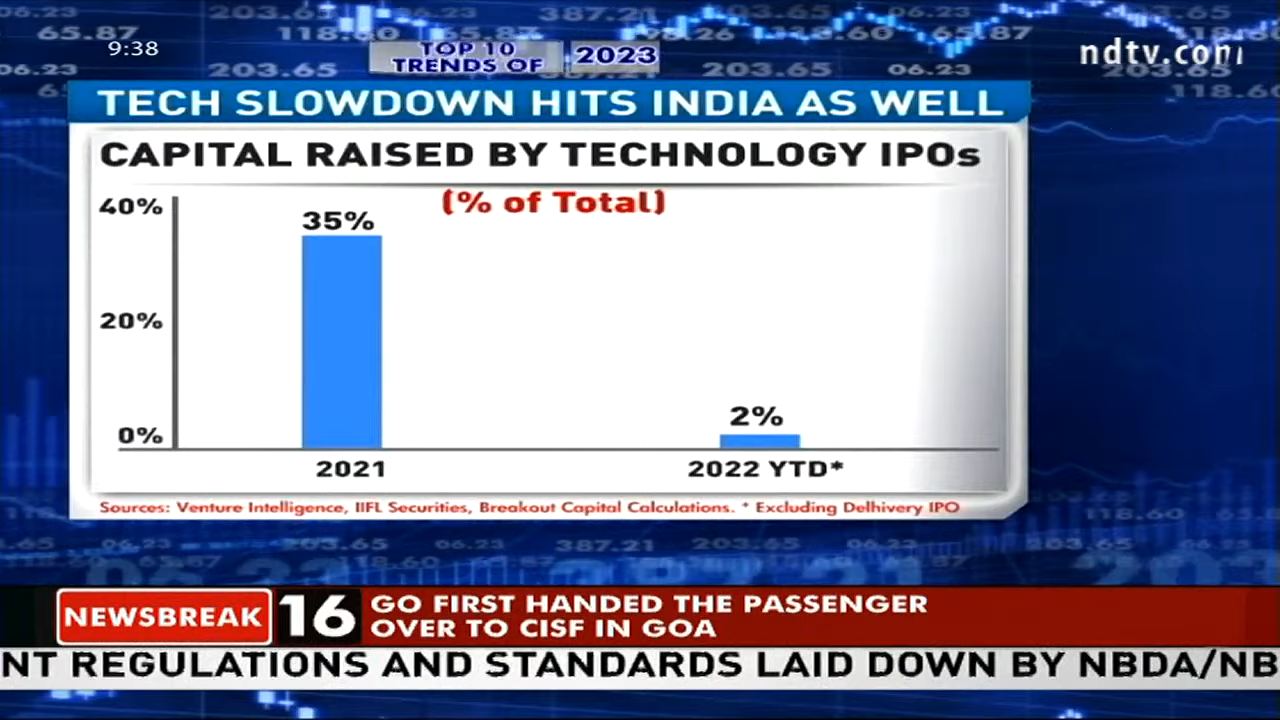 9:38
TOP 10
TRENDS OF
2023
ndtv.com
TECH SLOWDOWN HITS INDIA AS WELL
CAPITAL RAISED BY TECHNOLOGY IPOs
(% of Total)
40%
35%
20%
2%
0%
2021
2022 YTD*
Sources: Venture Intelligence, IIFL Securities, Breakout Capital Calculations. * Excluding Delhivery IPO
NEWSBREAK
16
GO FIRST HANDED THE PASSENGER
OVER TO CISF IN GOA
NT REGULATIONS AND STANDARDS LAID DOWN BY NBDA/NB